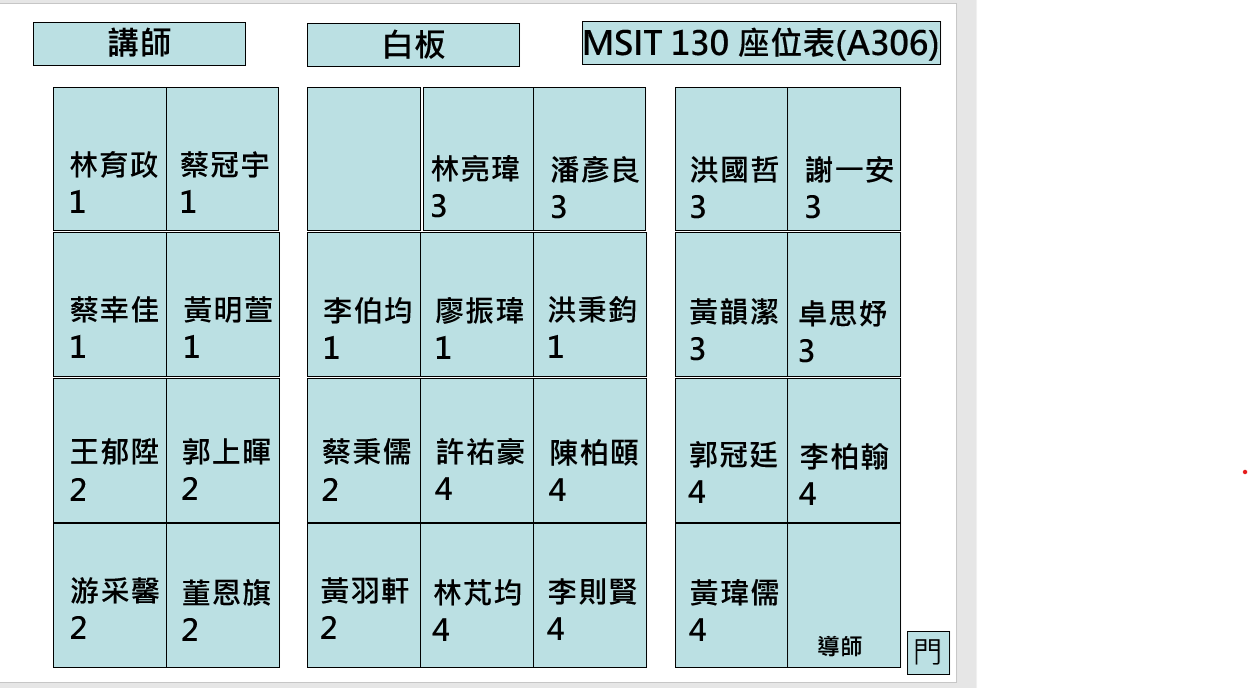 講師
白板
MSIT 130 座位表(A306)
林育政
1
蔡冠宇
1
林亮瑋
3
潘彥良
3
洪國哲
3
謝一安
3
蔡幸佳
1
黃明萱
1
李伯均
1
廖振瑋
1
洪秉鈞
1
黃韻潔
3
卓思妤
3
王郁陞
2
郭上暉
2
蔡秉儒
2
許祐豪
4
陳柏頤
4
郭冠廷
4
李柏翰
4
游采馨
2
董恩旗
2
黃羽軒
2
林芃均
4
李則賢
4
黃瑋儒
4
導師
門